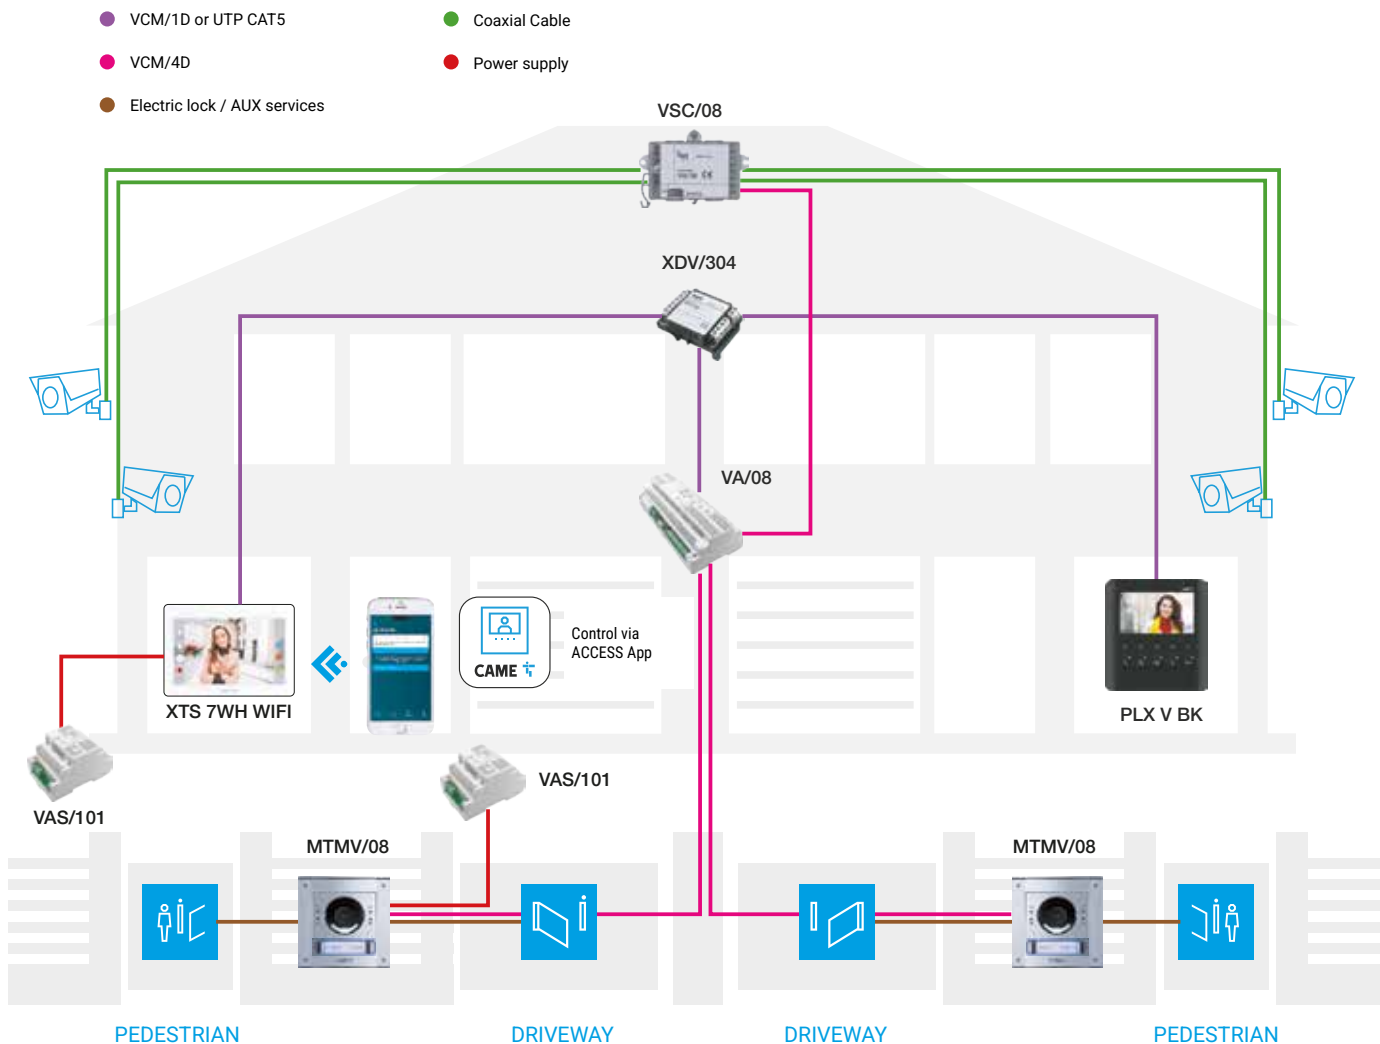 VCM/1D or UTP CAT5
Coaxial Cable
VCM/4D
Power supply
Electric lock / AUX services
VSC/08
XDV/304
VA/08
Control via
ACCESS App
CAME
XTS 7WH WIFI
PLX V BK
VAS/101
VAS/101
MTMV/08
MTMV/08
PEDESTRIAN
DRIVEWAY
DRIVEWAY
PEDESTRIAN